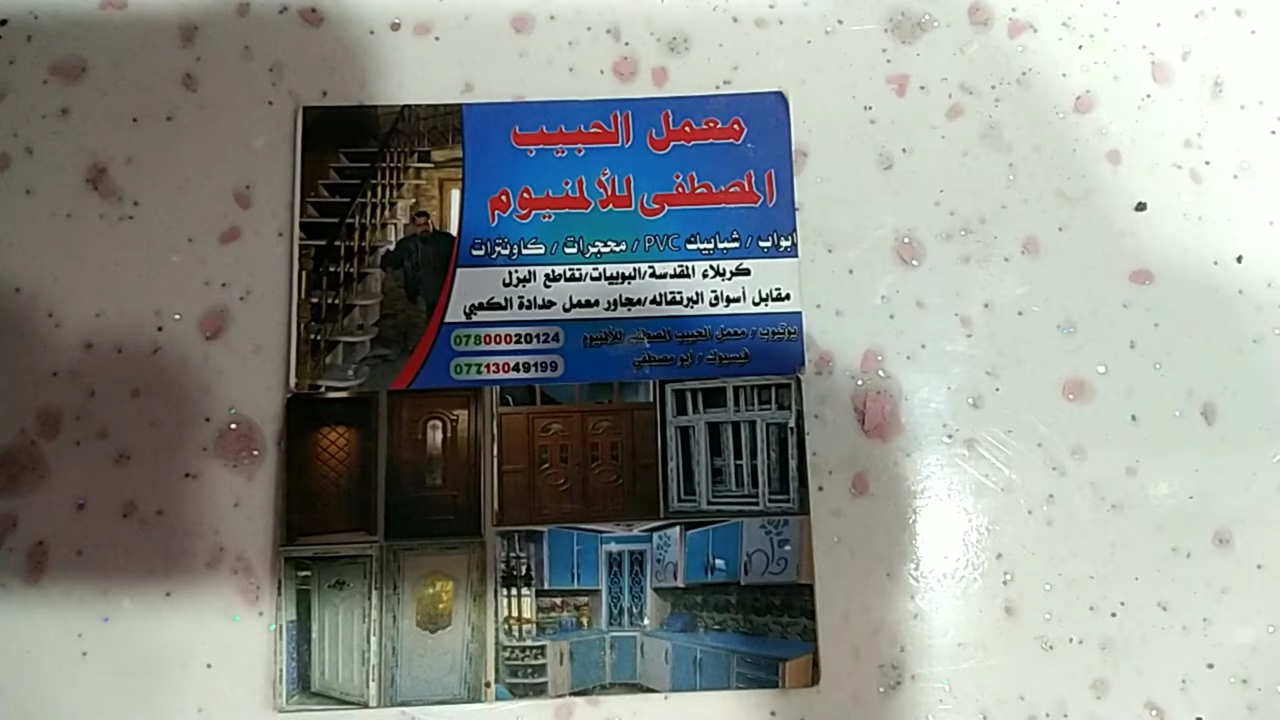 معمل الحبيب
المصطفى للألمنيوم
ابواب / شبابيك PVC / محجرات / كاونترات
كربلاء المقدسة/البوبيات/تقاطع البزل
مقابل أسواق البرتقاله/مجاور معمل حدادة الكعبي
يوتيوب / معمل الحبيب المصطفى للألمنيوم
07800020124
فيسبوك / ابو مصطفى
07713049199